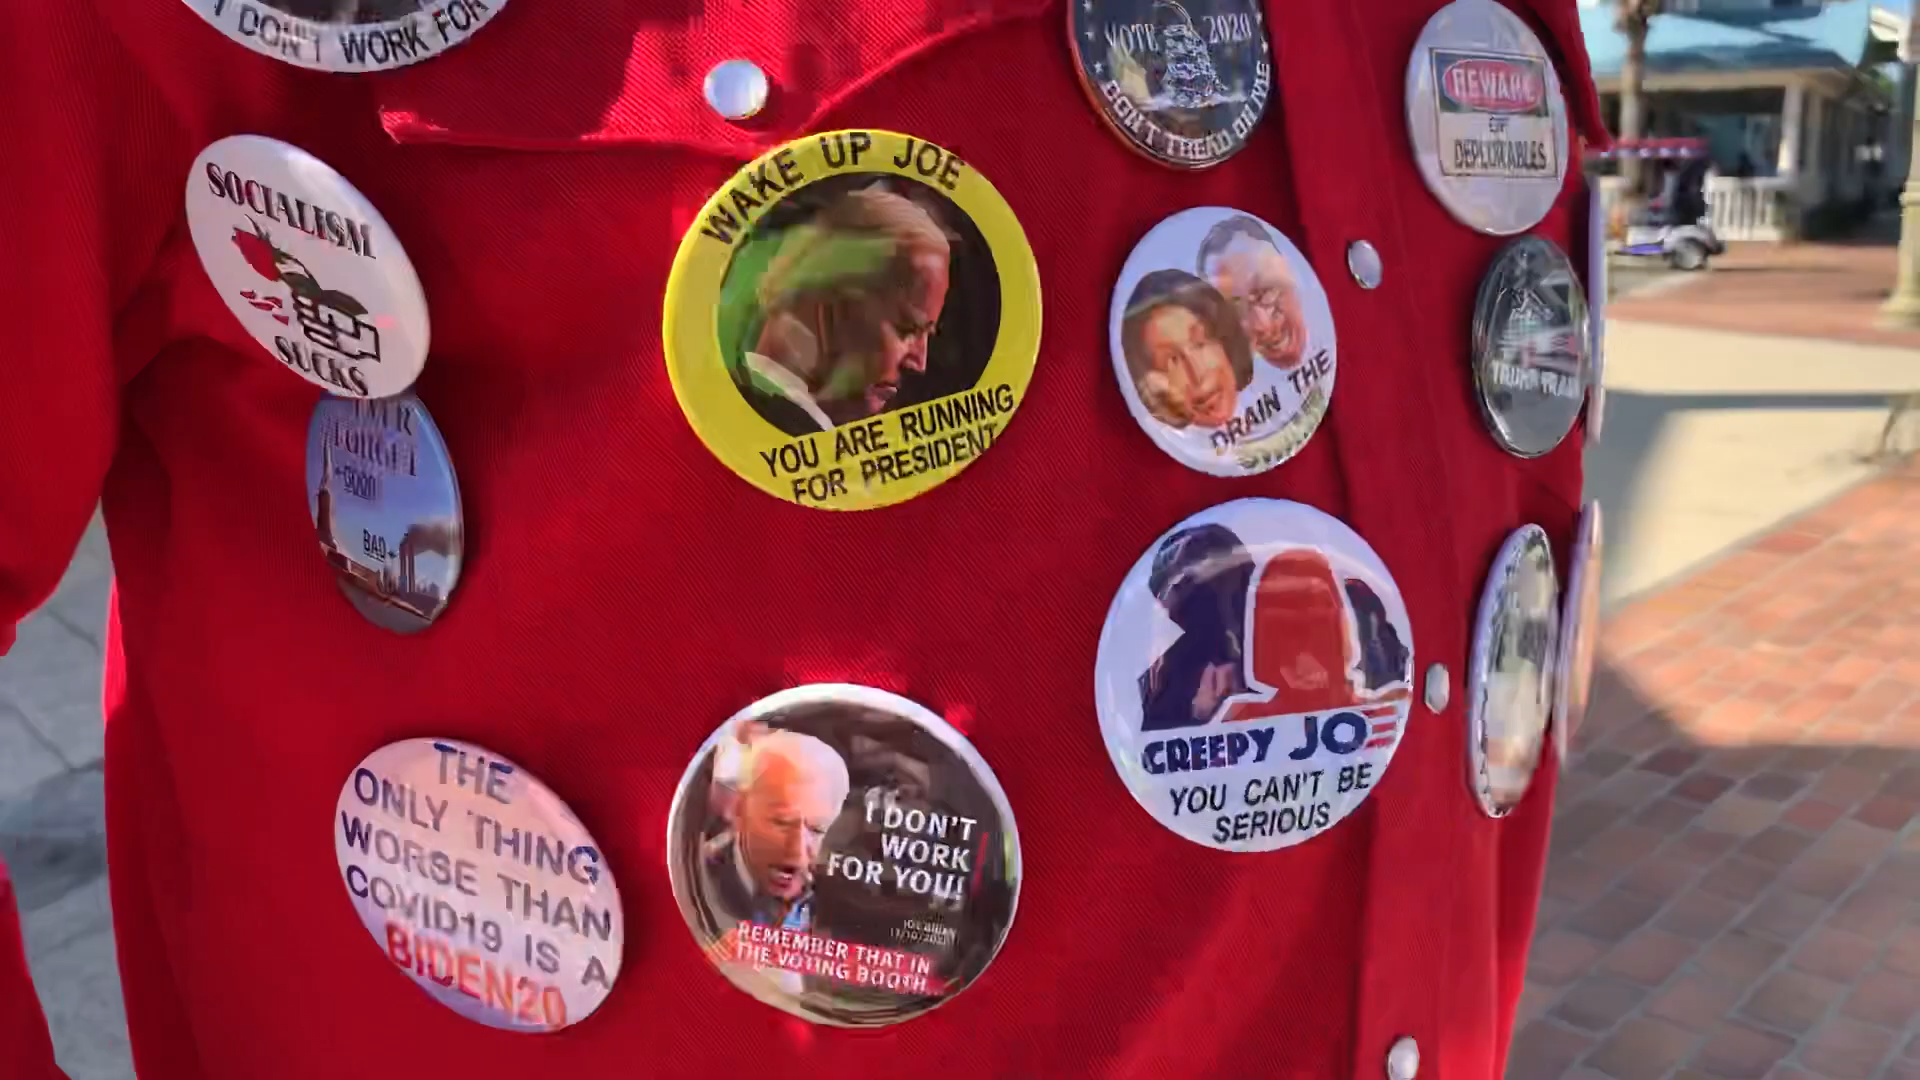 I DON'T WORK FOR
VOTE 2020
DON'T TREAD ON ME
BEWARE
OF
DEPLORABLES
SOCIALISM
SUCKS
WAKE UP JOE
YOU ARE RUNNING
FOR PRESIDENT
DRAIN THE
TRUMP TRAIN
FORGET
GOOD
BAD
CREEPY JOE
YOU CAN'T BE
SERIOUS
THE
ONLY THING
WORSE THAN
COVID19 IS A
BIDEN20
I DON'T
WORK
FOR YOU!
REMEMBER THAT IN
THE VOTING BOOTH...